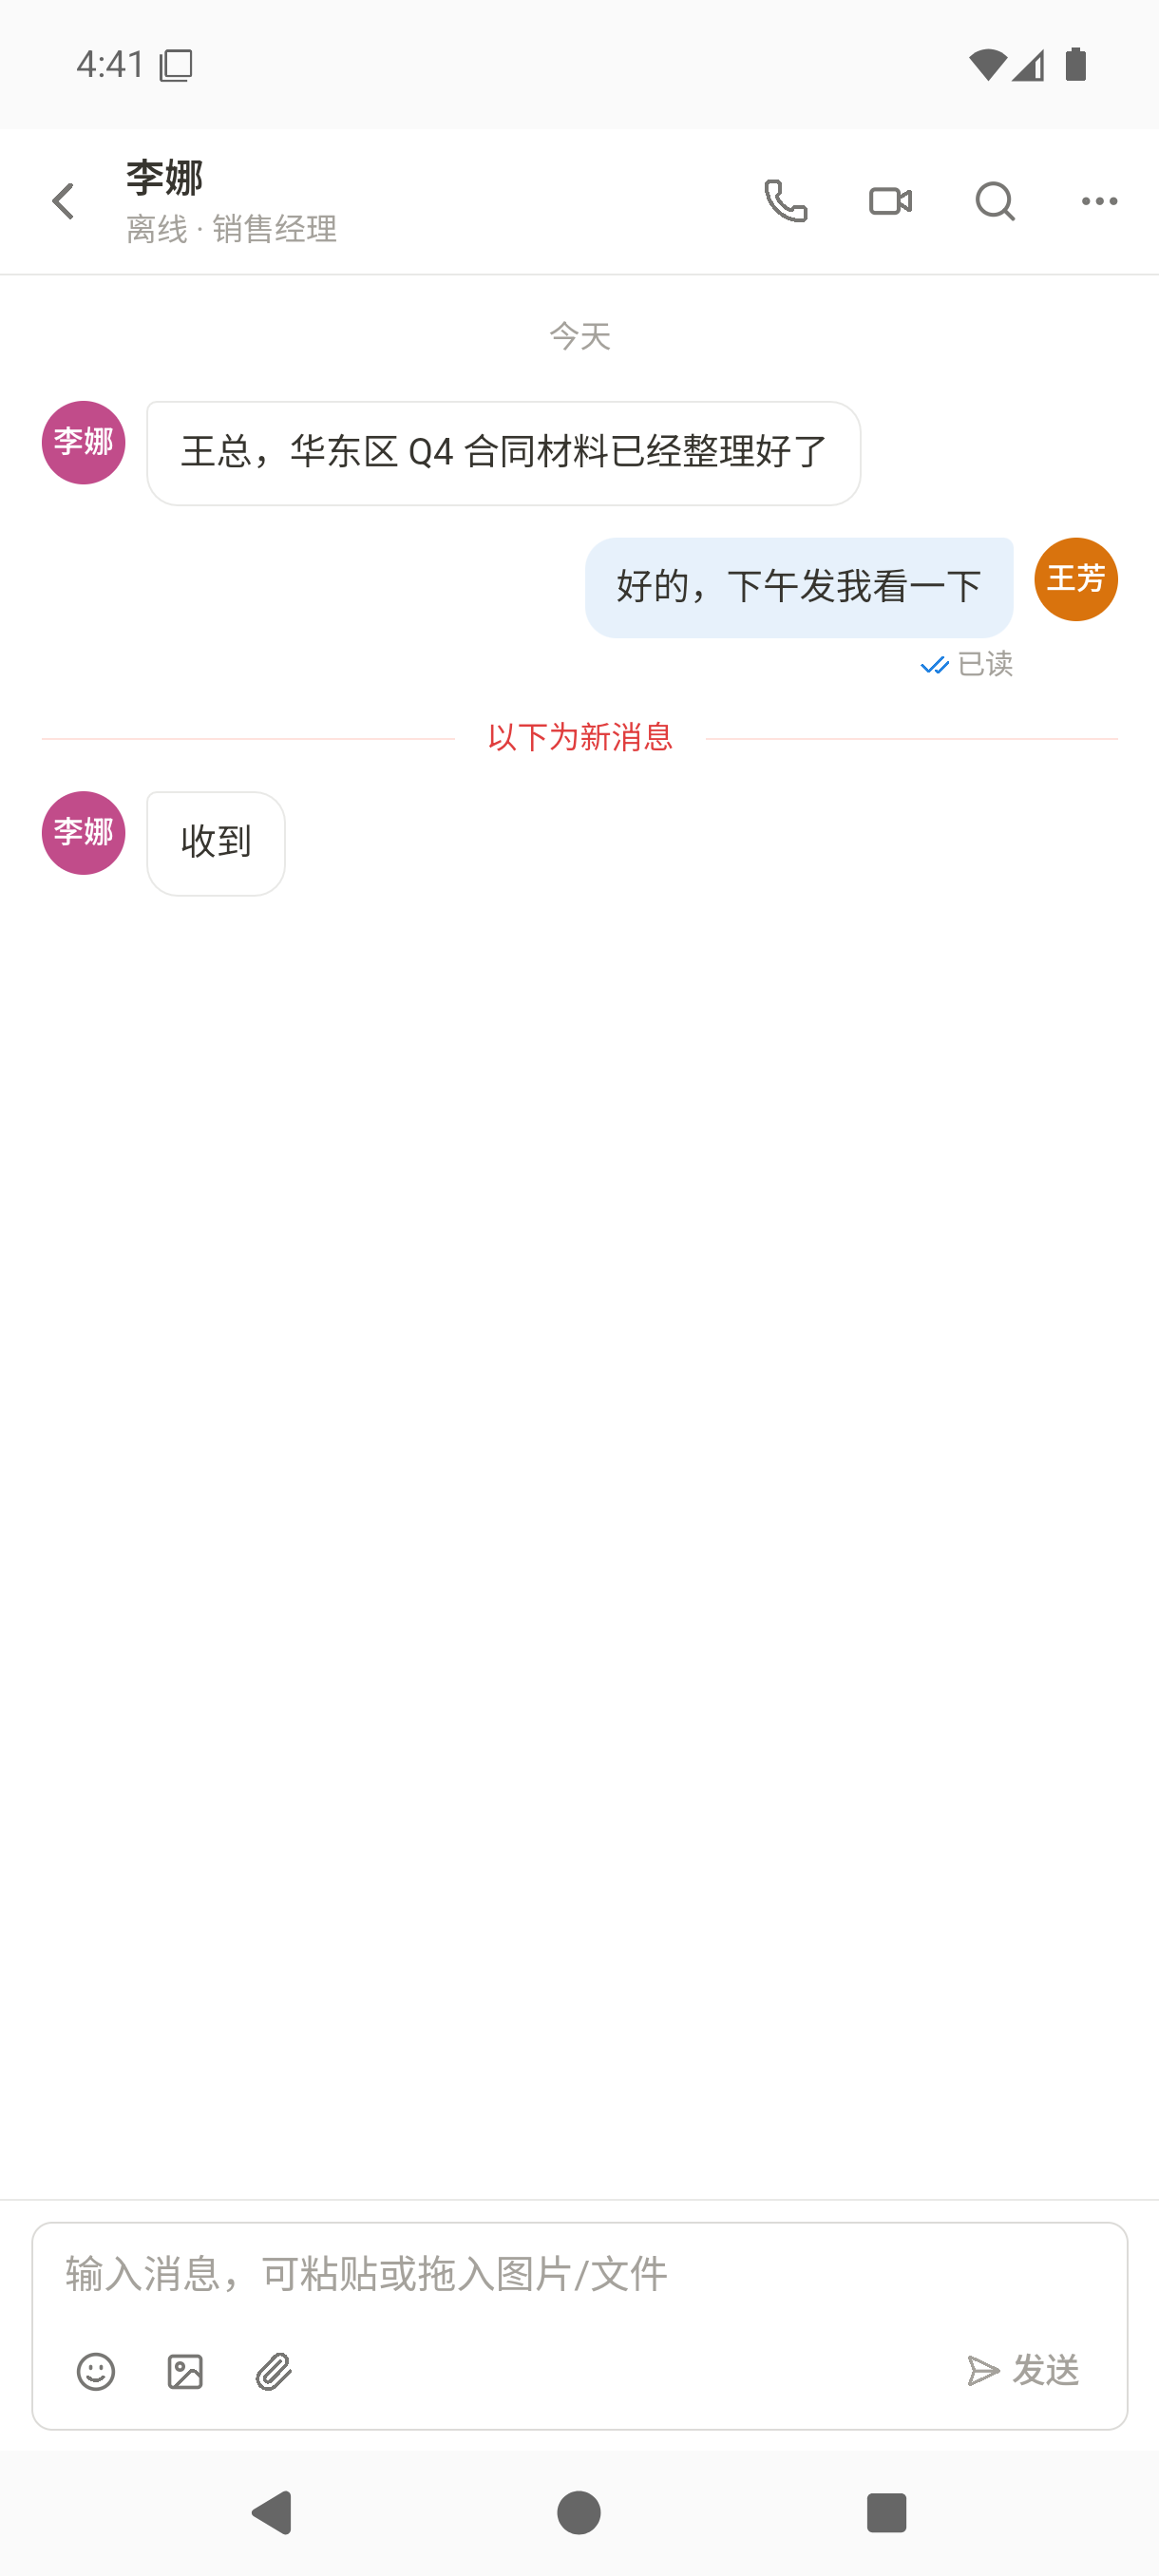 4:41
李娜
离线 · 销售经理
今天
李娜
王总，华东区 Q4 合同材料已经整理好了
好的，下午发我看一下
王芳
已读
以下为新消息
李娜
收到
输入消息，可粘贴或拖入图片/文件
发送